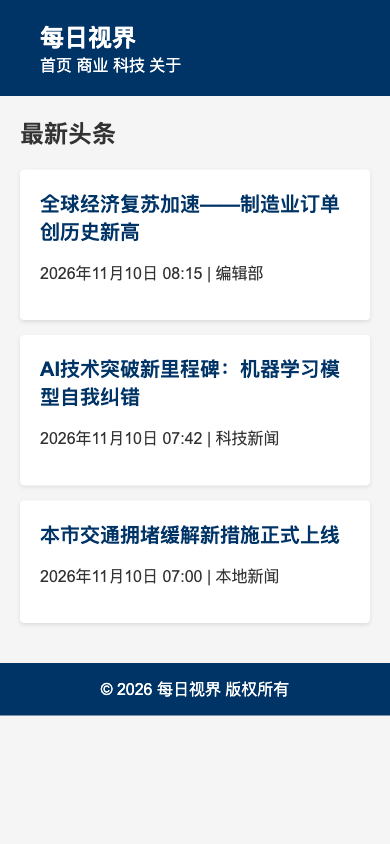 每日视界
首页 商业 科技 关于
最新头条
全球经济复苏加速——制造业订单
创历史新高
2026年11月10日 08:15 | 编辑部
AI技术突破新里程碑：机器学习模
型自我纠错
2026年11月10日 07:42 | 科技新闻
本市交通拥堵缓解新措施正式上线
2026年11月10日 07:00 | 本地新闻
© 2026 每日视界 版权所有